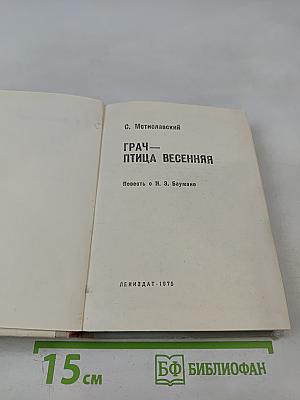 С. Мстиславский
ГРАЧ —
ПТИЦА ВЕСЕННЯЯ
Повесть о Н. Э. Баумане
ЛЕНИЗДАТ · 1975
15 см
БФ БИБЛИОФАН